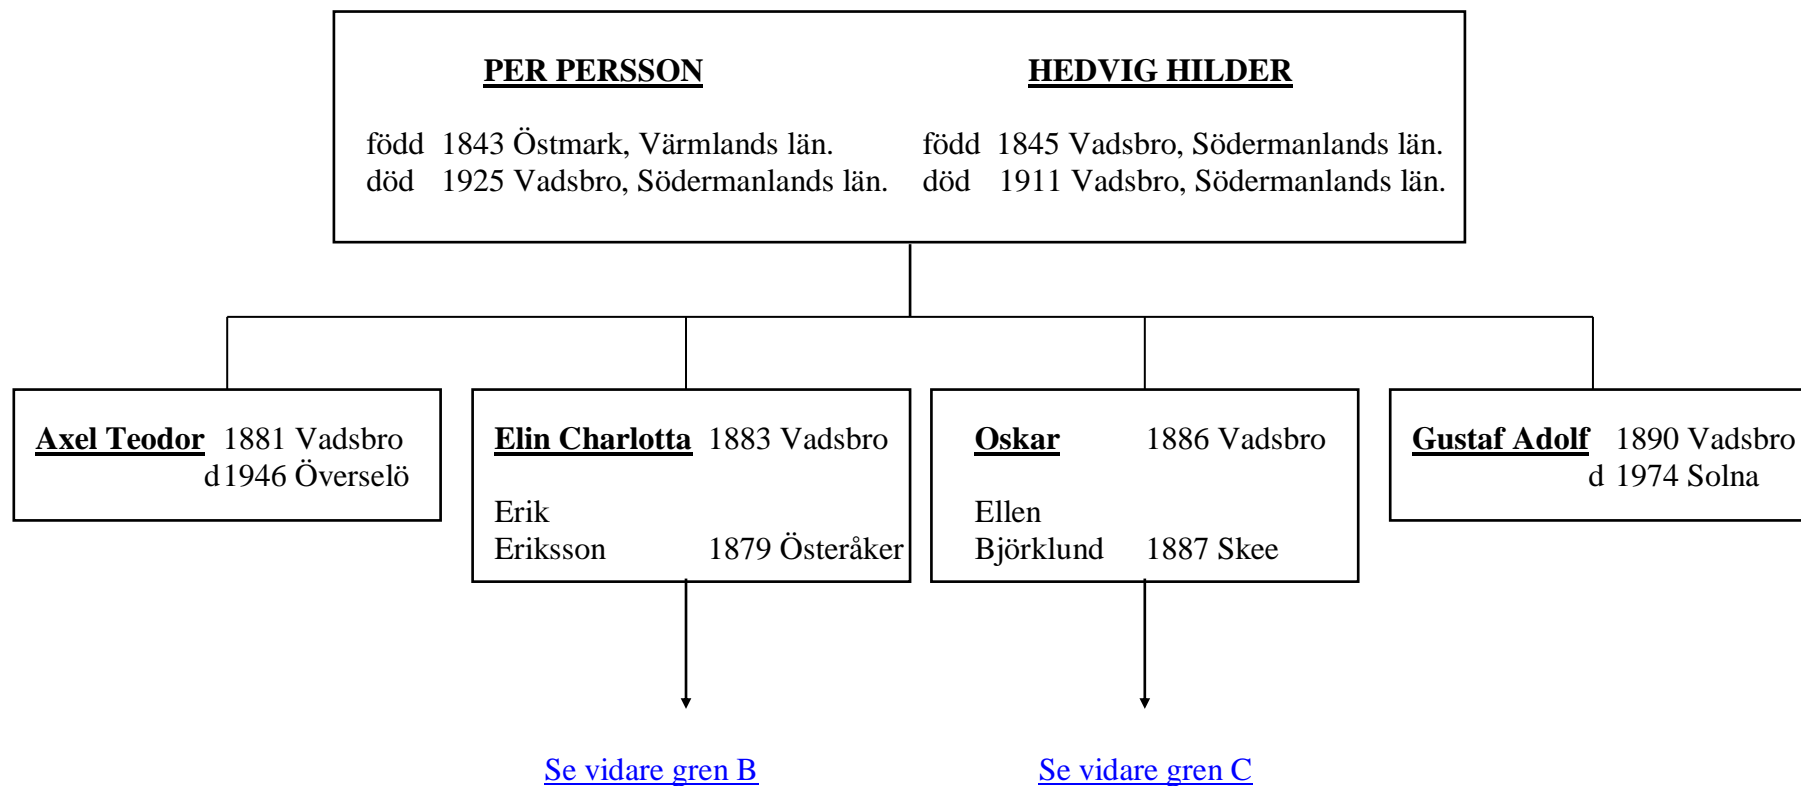 PER PERSSON HEDVIG HILDER
född 1843 Östmark, Värmlands län. född 1845 Vadsbro, Södermanlands län.
död 1925 Vadsbro, Södermanlands län. död 1911 Vadsbro, Södermanlands län.
Axel Teodor 1881 Vadsbro
d1946 Överselö
Elin Charlotta 1883 Vadsbro
Erik
Eriksson 1879 Österåker
Oskar 1886 Vadsbro
Ellen
Björklund 1887 Skee
Gustaf Adolf 1890 Vadsbro
d 1974 Solna
Se vidare gren B
Se vidare gren C